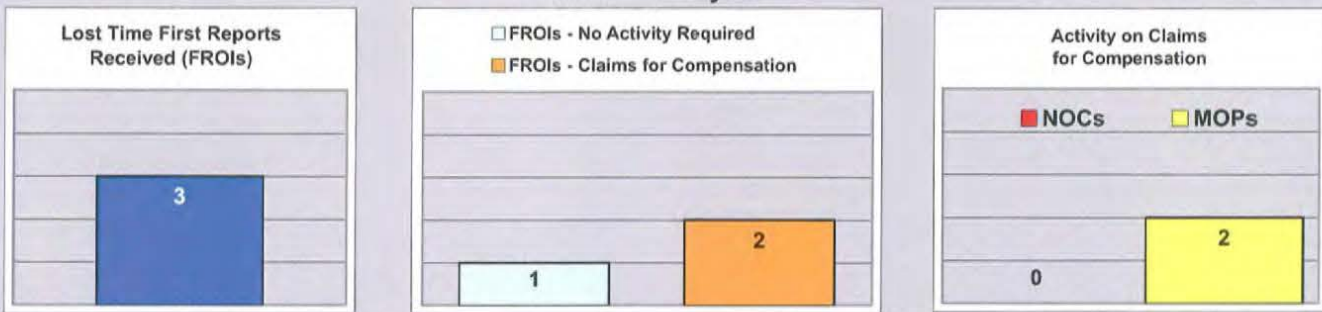 Lost Time First Reports
Received (FROIs)
3
FROIs - No Activity Required
FROIs - Claims for Compensation
1
2
Activity on Claims
for Compensation
NOCs
MOPs
0
2